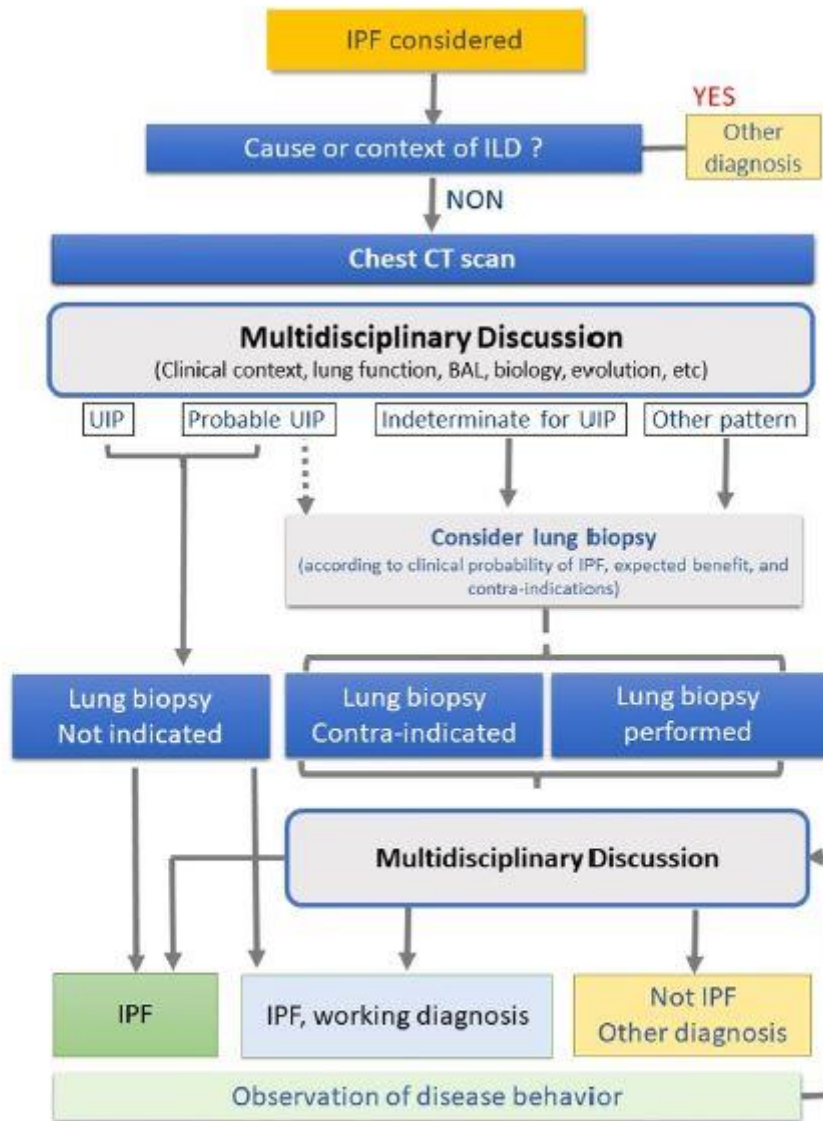 IPF considered
YES
Cause or context of ILD ?
Other
diagnosis
NON
Chest CT scan
Multidisciplinary Discussion
(Clinical context, lung function, BAL, biology, evolution, etc)
UIP
Probable UIP
Indeterminate for UIP
Other pattern
Consider lung biopsy
(according to clinical probability of IPF, expected benefit, and
contra-indications)
Lung biopsy
Not indicated
Lung biopsy
Contra-indicated
Lung biopsy
performed
Multidisciplinary Discussion
IPF
IPF, working diagnosis
Not IPF
Other diagnosis
Observation of disease behavior